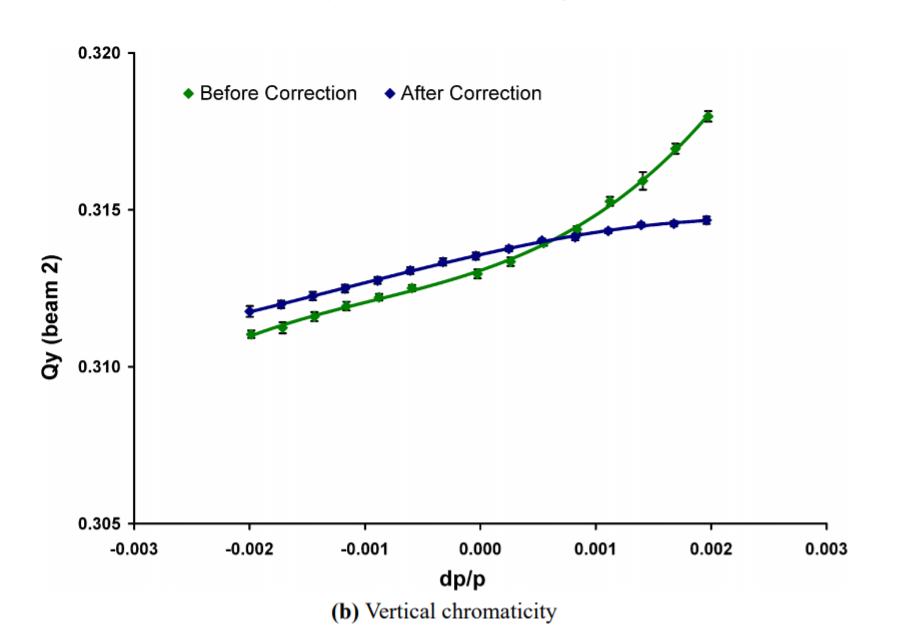 0.320
Before Correction After Correction
0.315
Qy (beam 2)
0.310
0.305
-0.003 -0.002 -0.001 0.000 0.001 0.002 0.003
dp/p
(b) Vertical chromaticity